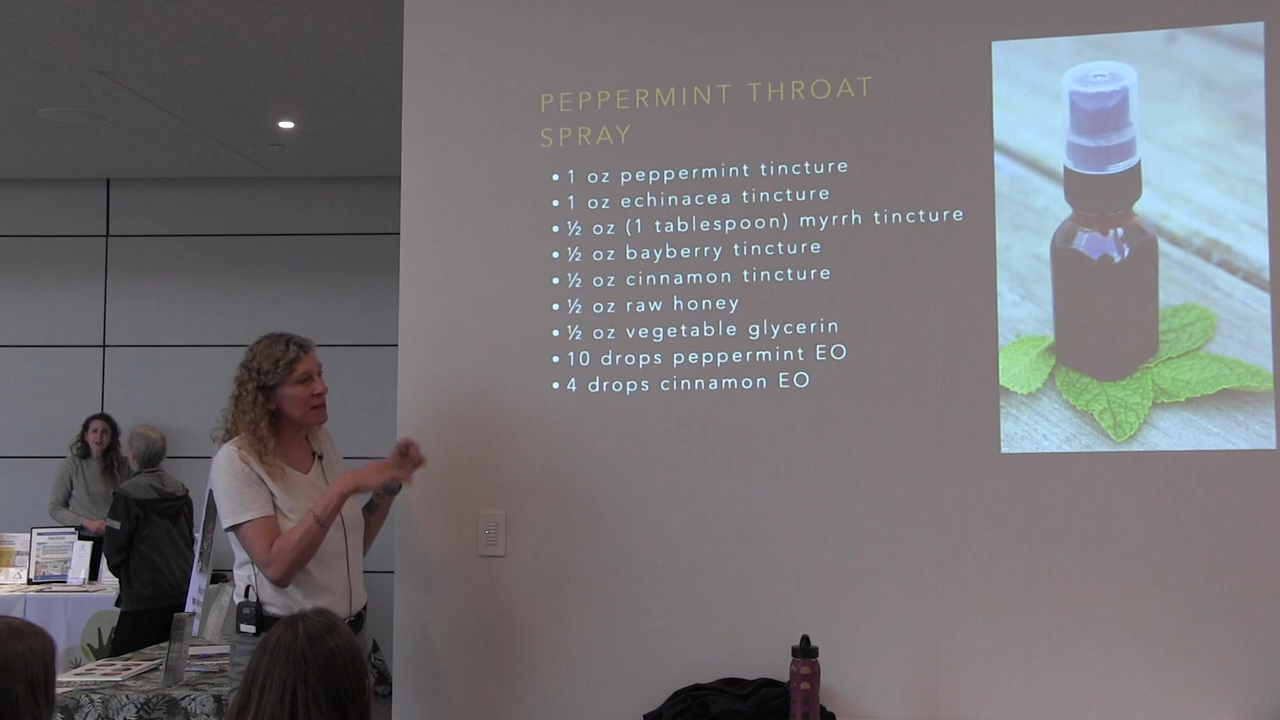 PEPPERMINT THROAT
SPRAY
• 1 oz peppermint tincture
• 1 oz echinacea tincture
• ½ oz (1 tablespoon) myrrh tincture
• ½ oz bayberry tincture
• ½ oz cinnamon tincture
• ½ oz raw honey
• ½ oz vegetable glycerin
• 10 drops peppermint EO
• 4 drops cinnamon EO